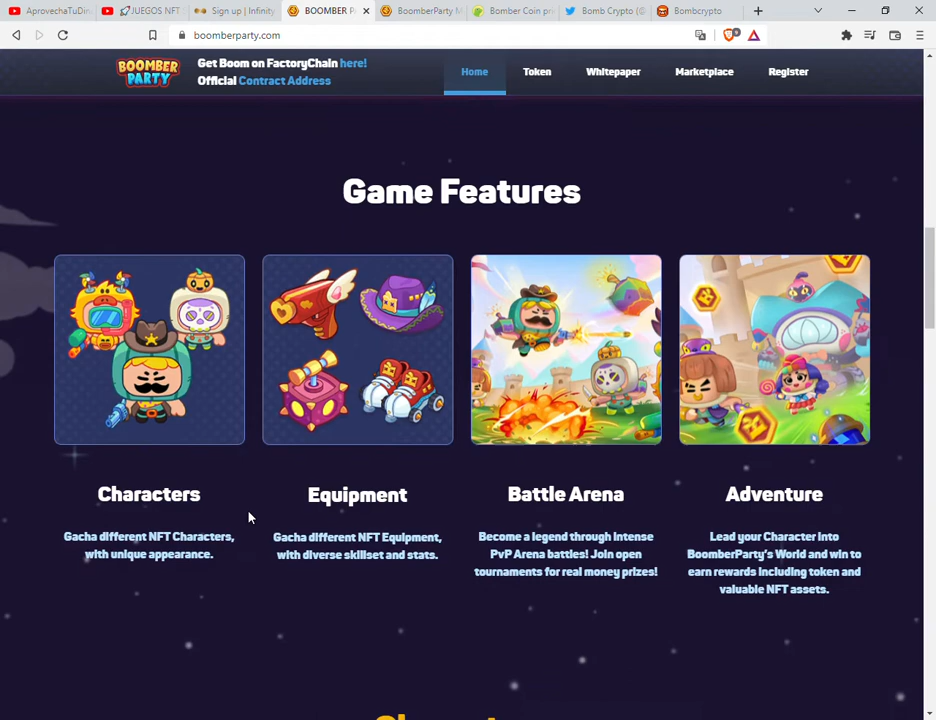 AprovechaTuDin
JUEGOS NFT
Sign up | Infinity
BOOMBER P
BoomberParty M
Bomber Coin pri
Bomb Crypto (@
Bombcrypto
boomberparty.com
BOOMBER
PARTY
Get Boom on FactoryChain here!
Official Contract Address
Home
Token
Whitepaper
Marketplace
Register
Game Features
Characters
Gacha different NFT Characters,
with unique appearance.
Equipment
Gacha different NFT Equipment,
with diverse skillset and stats.
Battle Arena
Become a legend through intense
PvP Arena battles! Join open
tournaments for real money prizes!
Adventure
Lead your Character into
BoomberParty's World and win to
earn rewards including token and
valuable NFT assets.